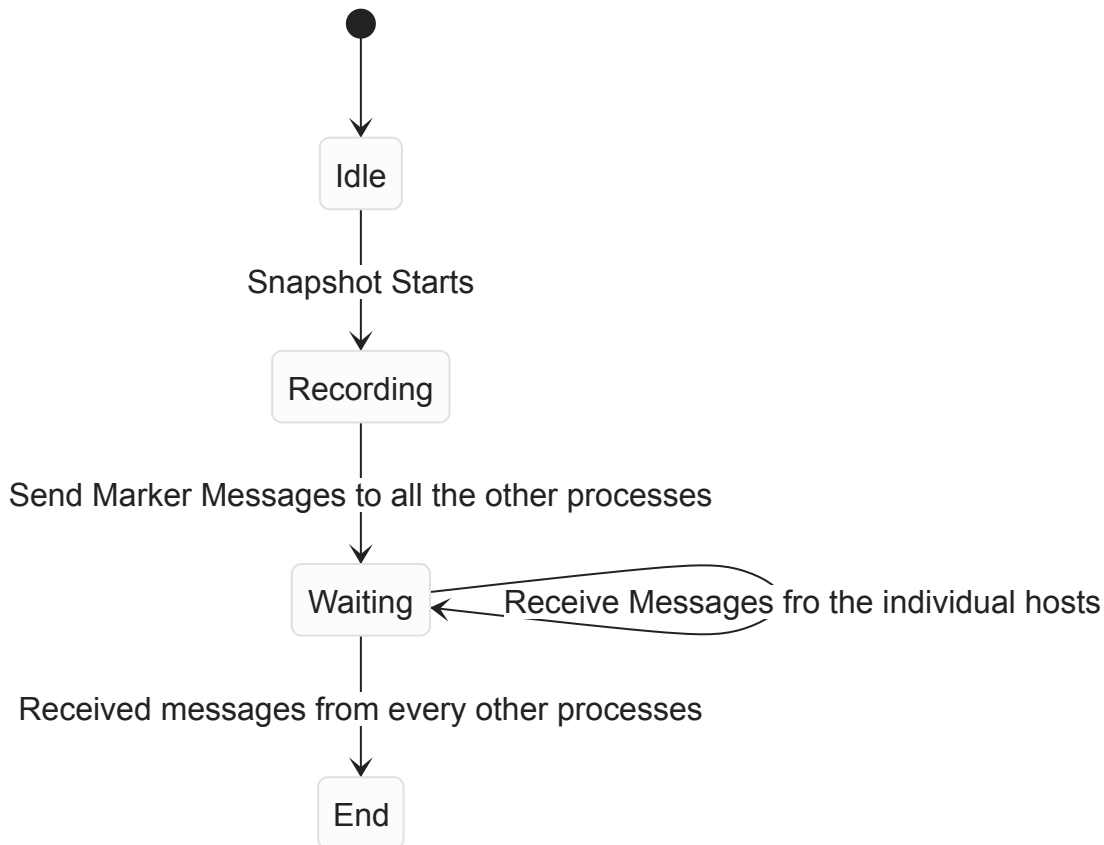 Idle
Snapshot Starts
Recording
Send Marker Messages to all the other processes
Waiting
Receive Messages fro the individual hosts
Received messages from every other processes
End